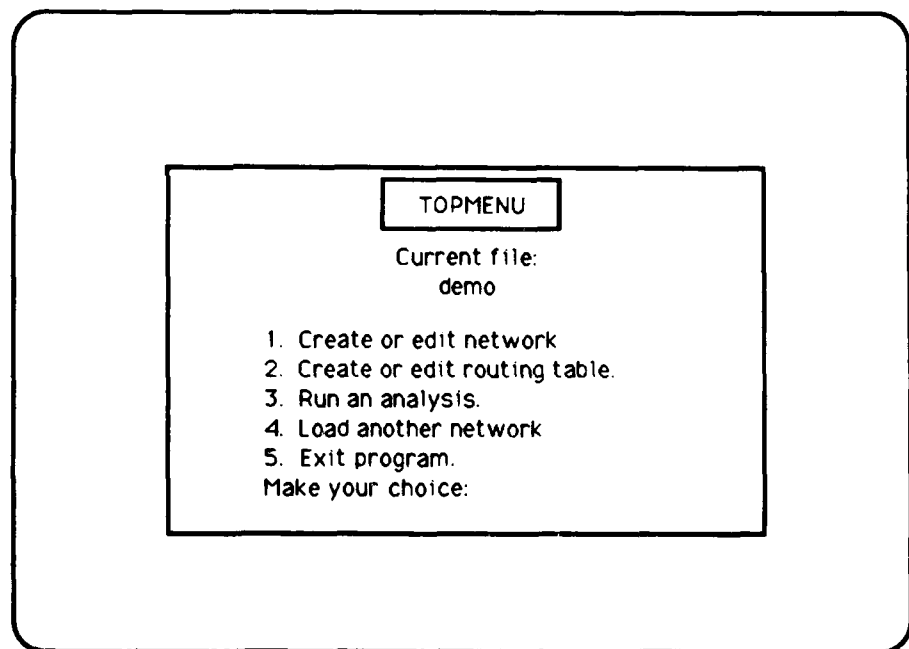 TOPMENU
Current file:
demo
1. Create or edit network
2. Create or edit routing table.
3. Run an analysis.
4. Load another network
5. Exit program.
Make your choice: